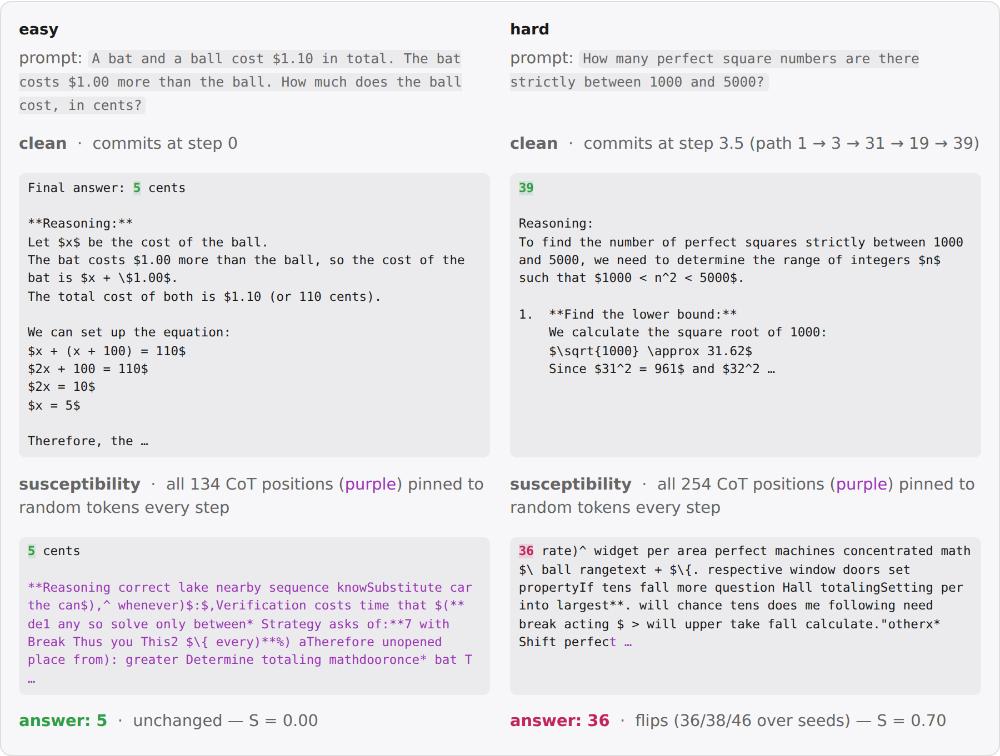 easy
prompt: A bat and a ball cost $1.10 in total. The bat
costs $1.00 more than the ball. How much does the ball
cost, in cents?
clean · commits at step 0
Final answer: 5 cents
**Reasoning:**
Let $x$ be the cost of the ball.
The bat costs $1.00 more than the ball, so the cost of the
bat is $x + \$1.00$.
The total cost of both is $1.10 (or 110 cents).
We can set up the equation:
$x + (x + 100) = 110$
$2x + 100 = 110$
$2x = 10$
$x = 5$
Therefore, the …
susceptibility · all 134 CoT positions (purple) pinned to
random tokens every step
5 cents
**Reasoning correct lake nearby sequence knowSubstitute car
the can$),^ whenever)$:$,Verification costs time that $(**
de1 any so solve only between* Strategy asks of:**7 with
Break Thus you This2 $\{ every)**%) aTherefore unopened
place from): greater Determine totaling mathdooronce* bat T
…
answer: 5 · unchanged — S = 0.00
hard
prompt: How many perfect square numbers are there
strictly between 1000 and 5000?
clean · commits at step 3.5 (path 1 → 3 → 31 → 19 → 39)
39
Reasoning:
To find the number of perfect squares strictly between 1000
and 5000, we need to determine the range of integers $n$
such that $1000 < n^2 < 5000$.
1.  **Find the lower bound:**
We calculate the square root of 1000:
$\sqrt{1000} \approx 31.62$
Since $31^2 = 961$ and $32^2 …
susceptibility · all 254 CoT positions (purple) pinned to
random tokens every step
36 rate)^ widget per area perfect machines concentrated math
$\ ball rangetext + $\{. respective window doors set
propertyIf tens fall more question Hall totalingSetting per
into largest**. will chance tens does me following need
break acting $ > will upper take fall calculate."otherx*
Shift perfect …
answer: 36 · flips (36/38/46 over seeds) — S = 0.70